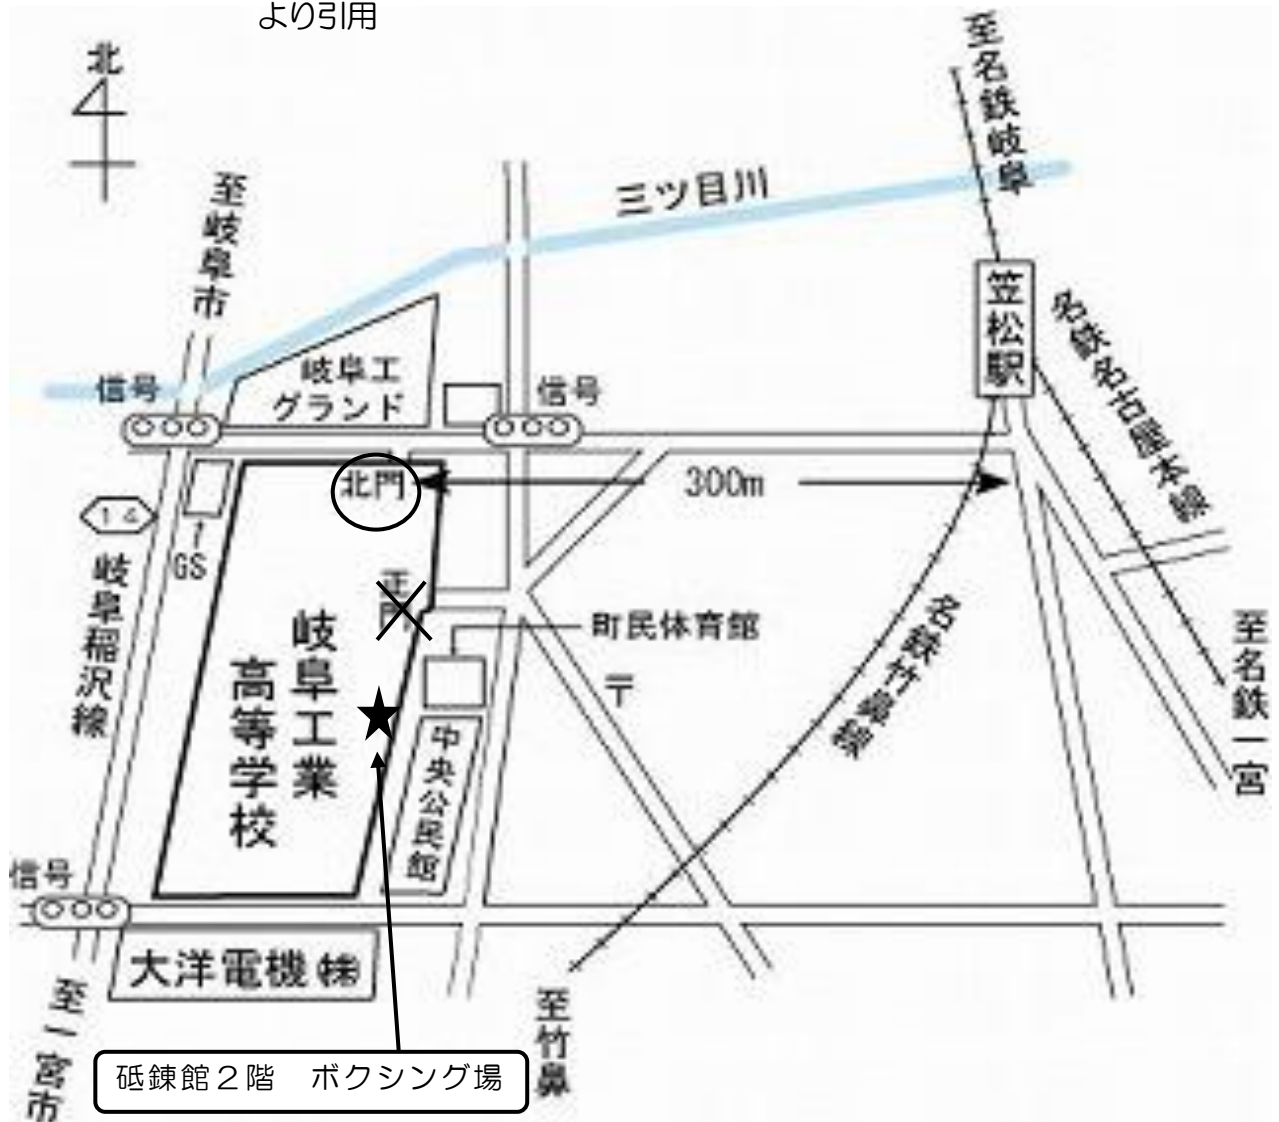 より引用
北
至名鉄岐阜
三ツ目川
至岐阜市
笠松駅
名鉄名古屋本線
岐阜工
グランド
信号
信号
北門
300m
14
GS
正門
岐阜稲沢線
岐阜工業
高等学校
町民体育館
〒
名鉄竹鼻線
至名鉄一宮
中央公民館
信号
大洋電機㈱
至一宮市
至竹鼻
砥錬館２階　ボクシング場